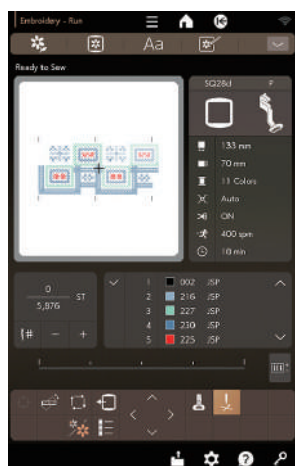 Embroidery - Run
Aa
Ready to Sew
SQ28d P
133 mm
70 mm
11 Colors
Auto
ON
400 spm
10 min
0
5,876
ST
1 002 JSP
2 216 JSP
3 227 JSP
4 230 JSP
5 225 JSP
# - +